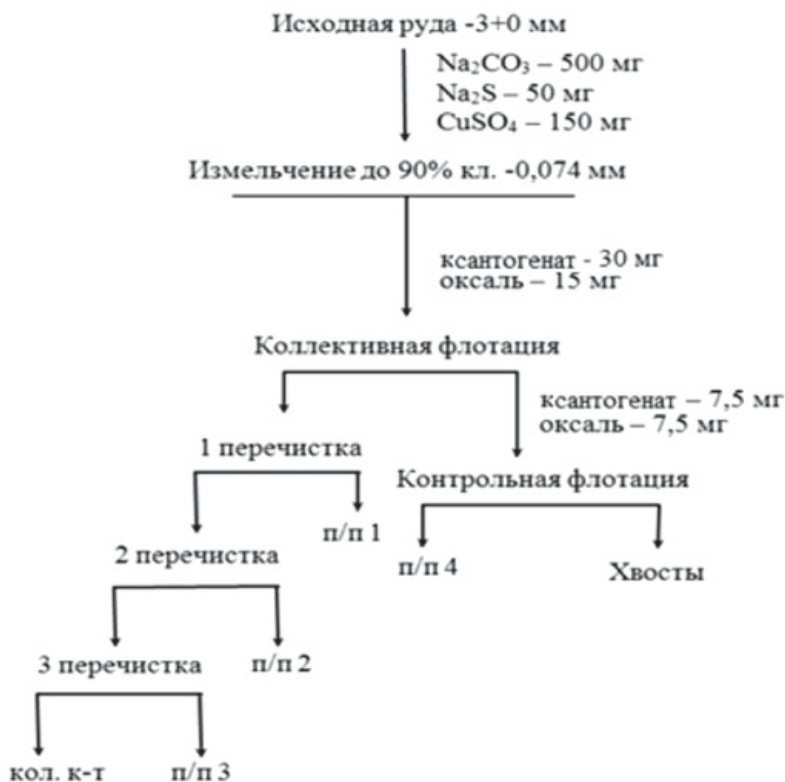 Исходная руда -3+0 мм
Na₂CO₃ – 500 мг
Na₂S – 50 мг
CuSO₄ – 150 мг
Измельчение до 90% кл. -0,074 мм
ксантогенат - 30 мг
оксаль – 15 мг
Коллективная флотация
ксантогенат – 7,5 мг
оксаль – 7,5 мг
1 перечистка
Контрольная флотация
п/п 1
2 перечистка
п/п 4
Хвосты
3 перечистка
п/п 2
кол. к-т
п/п 3